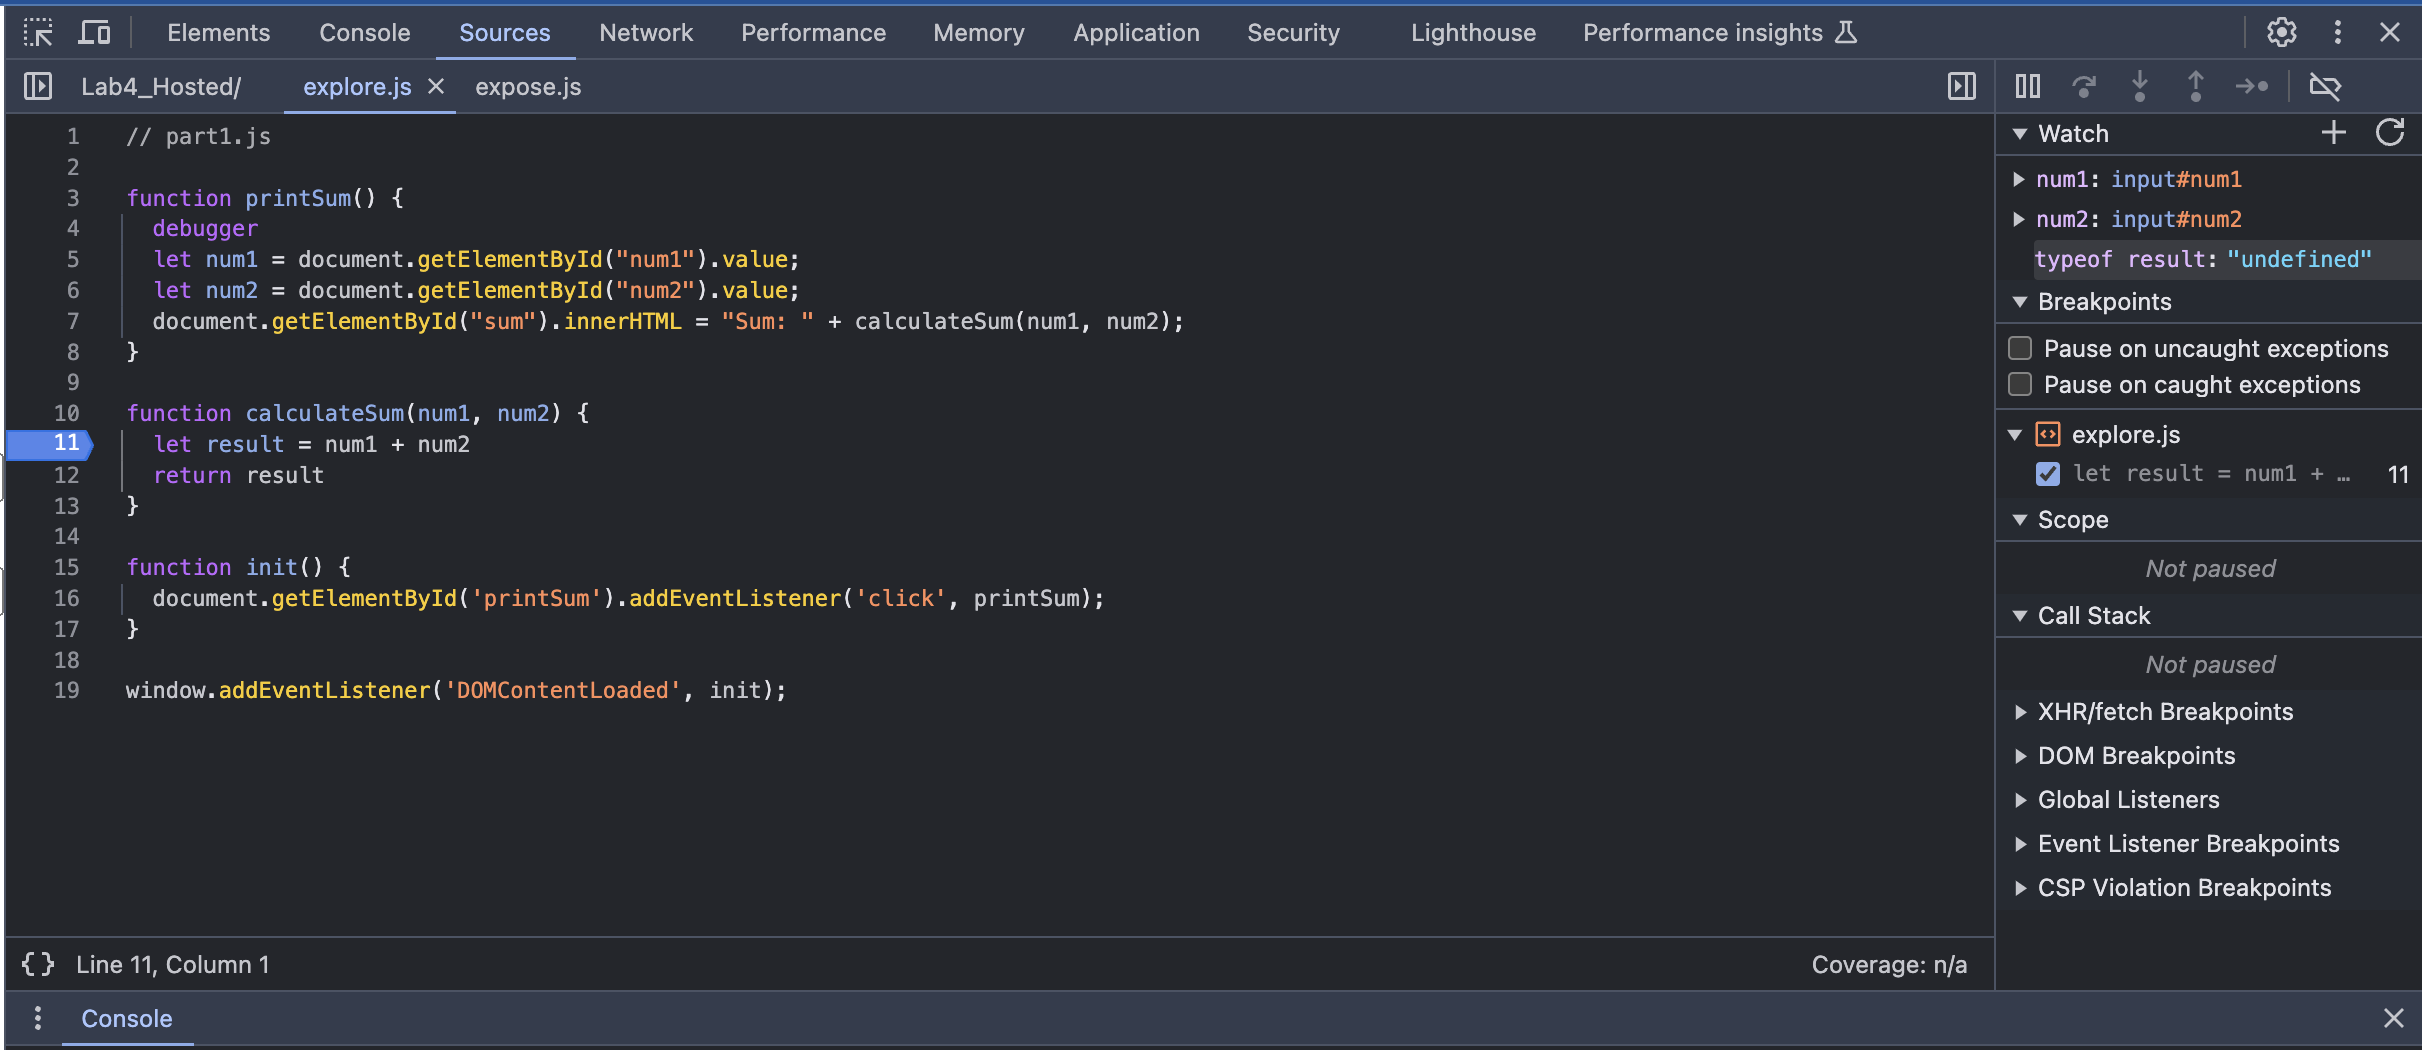 Elements Console Sources Network Performance Memory Application Security Lighthouse Performance insights
Lab4_Hosted/ explore.js expose.js
1 // part1.js
2
3 function printSum() {
4 debugger
5 let num1 = document.getElementById("num1").value;
6 let num2 = document.getElementById("num2").value;
7 document.getElementById("sum").innerHTML = "Sum: " + calculateSum(num1, num2);
8 }
9
10 function calculateSum(num1, num2) {
11 let result = num1 + num2
12 return result
13 }
14
15 function init() {
16 document.getElementById('printSum').addEventListener('click', printSum);
17 }
18
19 window.addEventListener('DOMContentLoaded', init);
Watch
num1: input#num1
num2: input#num2
typeof result: "undefined"
Breakpoints
Pause on uncaught exceptions
Pause on caught exceptions
explore.js
let result = num1 + … 11
Scope
Not paused
Call Stack
Not paused
XHR/fetch Breakpoints
DOM Breakpoints
Global Listeners
Event Listener Breakpoints
CSP Violation Breakpoints
{} Line 11, Column 1 Coverage: n/a
Console